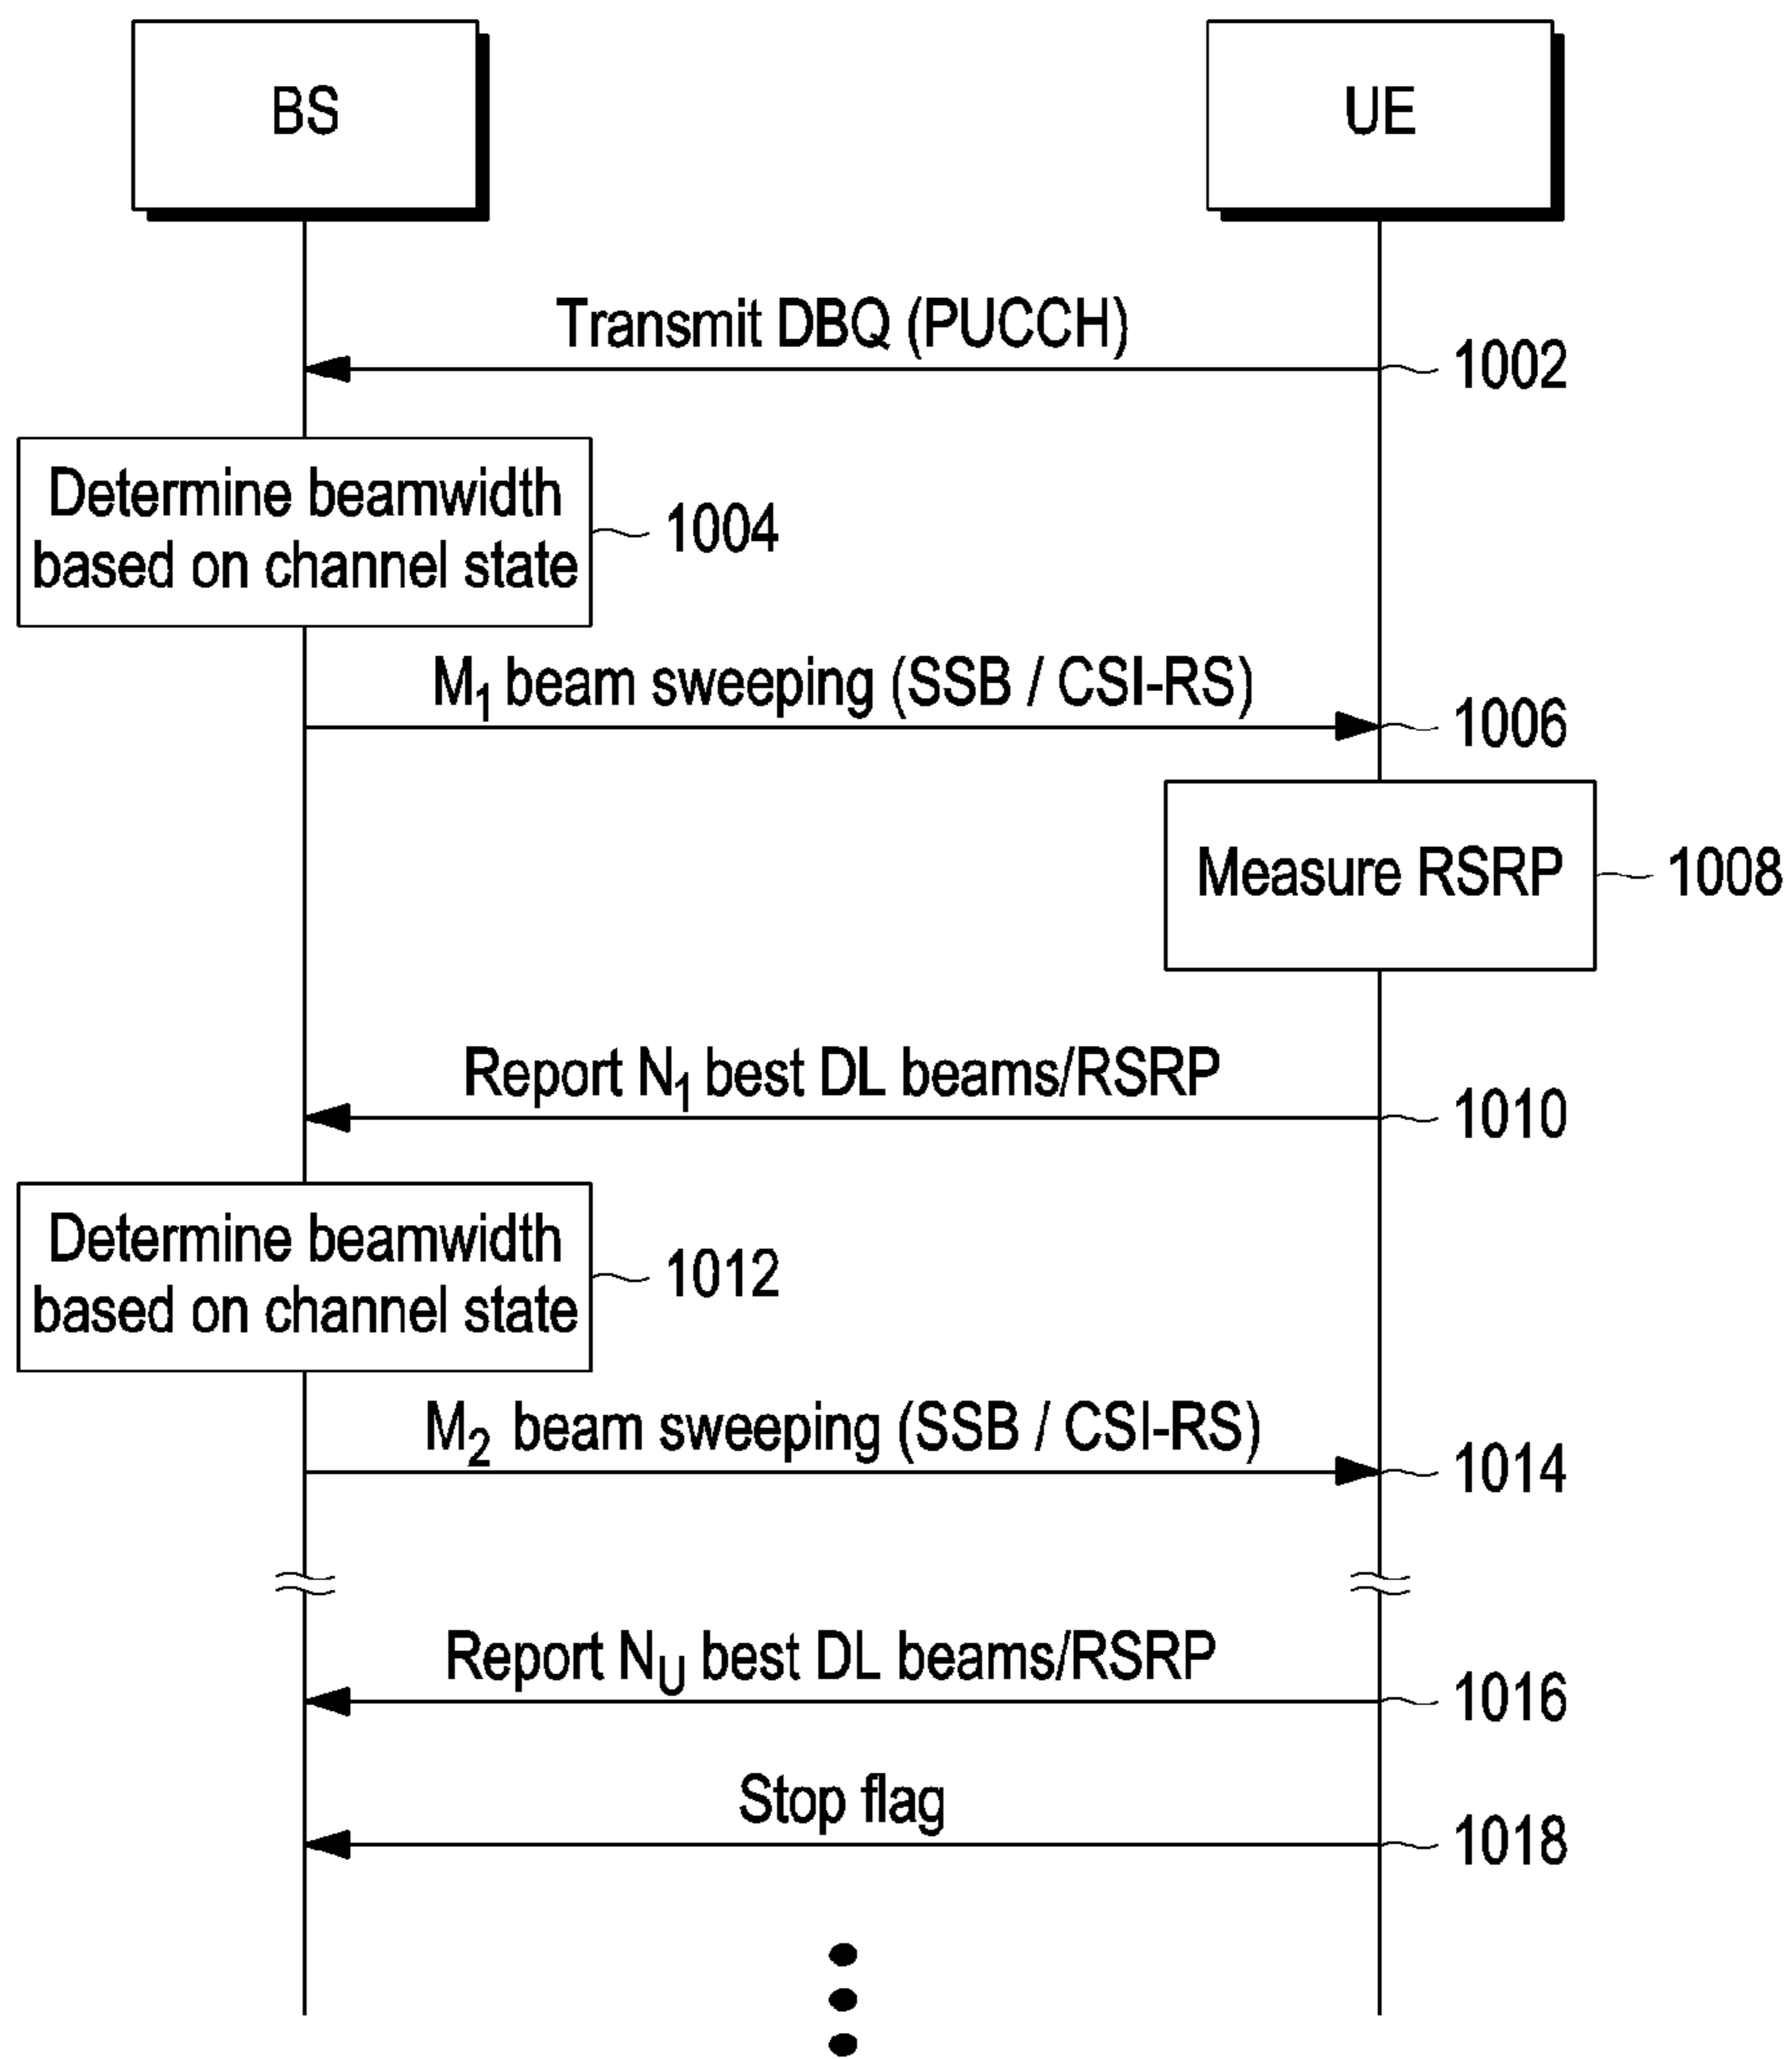 BS
UE
Transmit DBQ (PUCCH)
1002
Determine beamwidth
based on channel state
1004
M1 beam sweeping (SSB / CSI-RS)
1006
Measure RSRP
1008
Report N1 best DL beams/RSRP
1010
Determine beamwidth
based on channel state
1012
M2 beam sweeping (SSB / CSI-RS)
1014
Report NU best DL beams/RSRP
1016
Stop flag
1018